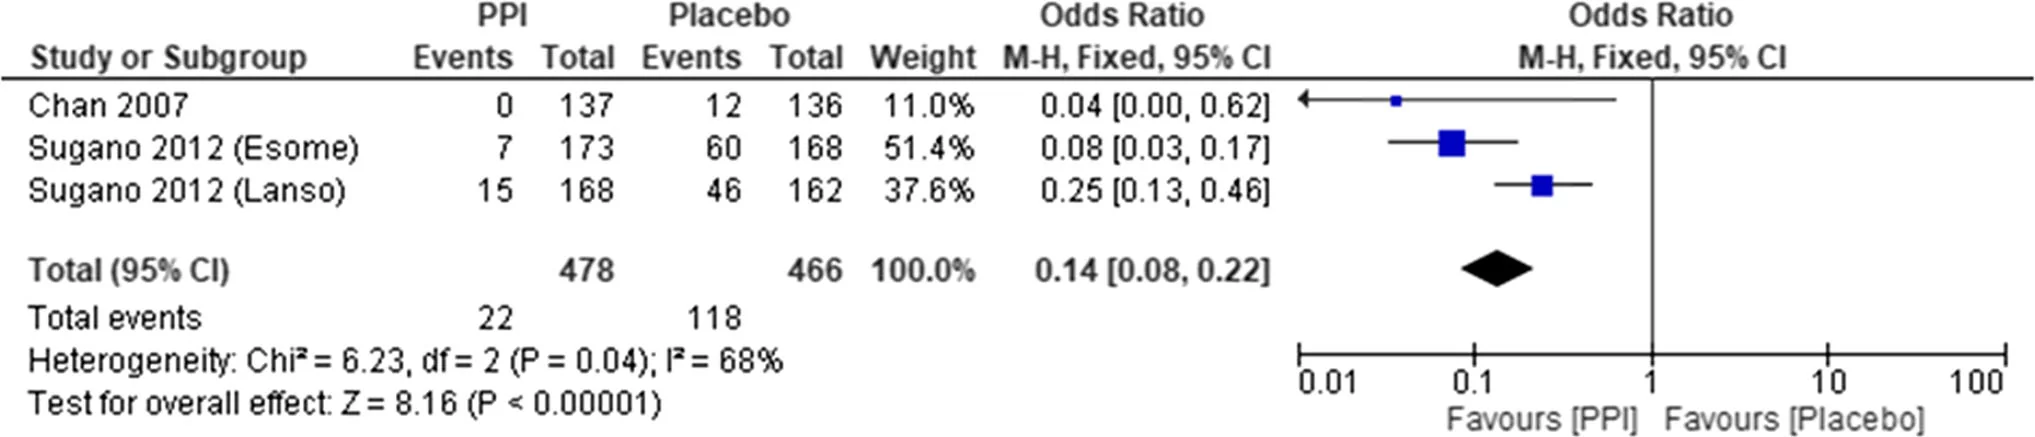 PPI Placebo Odds Ratio Odds Ratio
Study or Subgroup Events Total Events Total Weight M-H, Fixed, 95% CI M-H, Fixed, 95% CI
Chan 2007 0 137 12 136 11.0% 0.04 [0.00, 0.62]
Sugano 2012 (Esome) 7 173 60 168 51.4% 0.08 [0.03, 0.17]
Sugano 2012 (Lanso) 15 168 46 162 37.6% 0.25 [0.13, 0.46]
Total (95% CI) 478 466 100.0% 0.14 [0.08, 0.22]
Total events 22 118
Heterogeneity: Chi² = 6.23, df = 2 (P = 0.04); I² = 68%
Test for overall effect: Z = 8.16 (P < 0.00001)
0.01 0.1 1 10 100
Favours [PPI] Favours [Placebo]